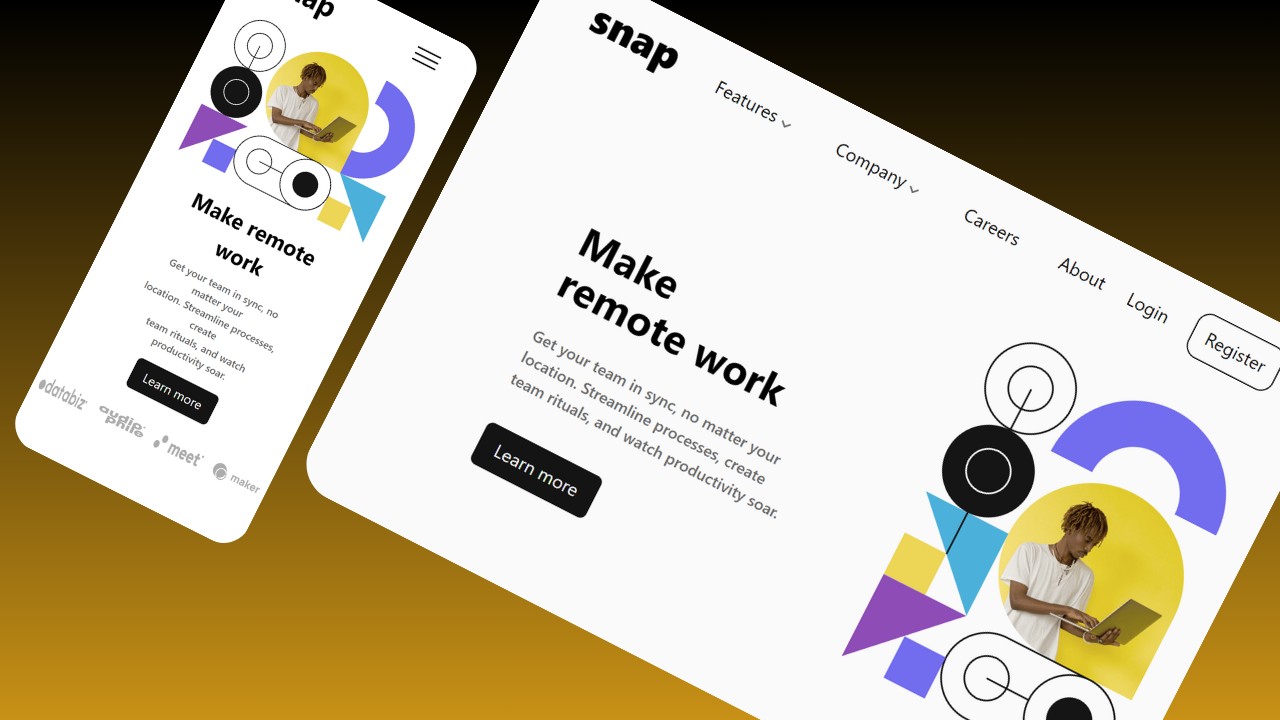 snap
Make remote
work
Get your team in sync, no
matter your
location. Streamline processes,
create
team rituals, and watch
productivity soar.
Learn more
databiz
audiophile
meet
maker
snap
Features
Company
Careers
About
Login
Register
Make
remote work
Get your team in sync, no matter your
location. Streamline processes, create
team rituals, and watch productivity soar.
Learn more